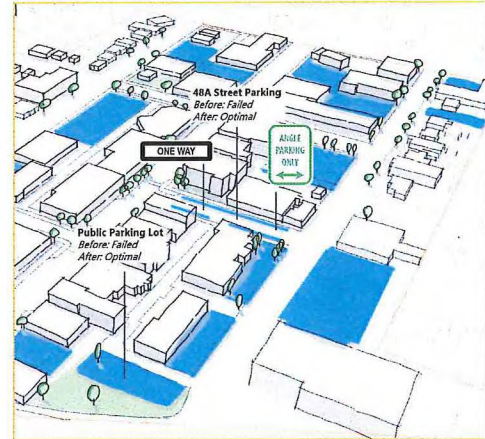 48A Street Parking
Before: Failed
After: Optimal
ANGLE
PARKING
ONLY
ONE WAY
Public Parking Lot
Before: Failed
After: Optimal